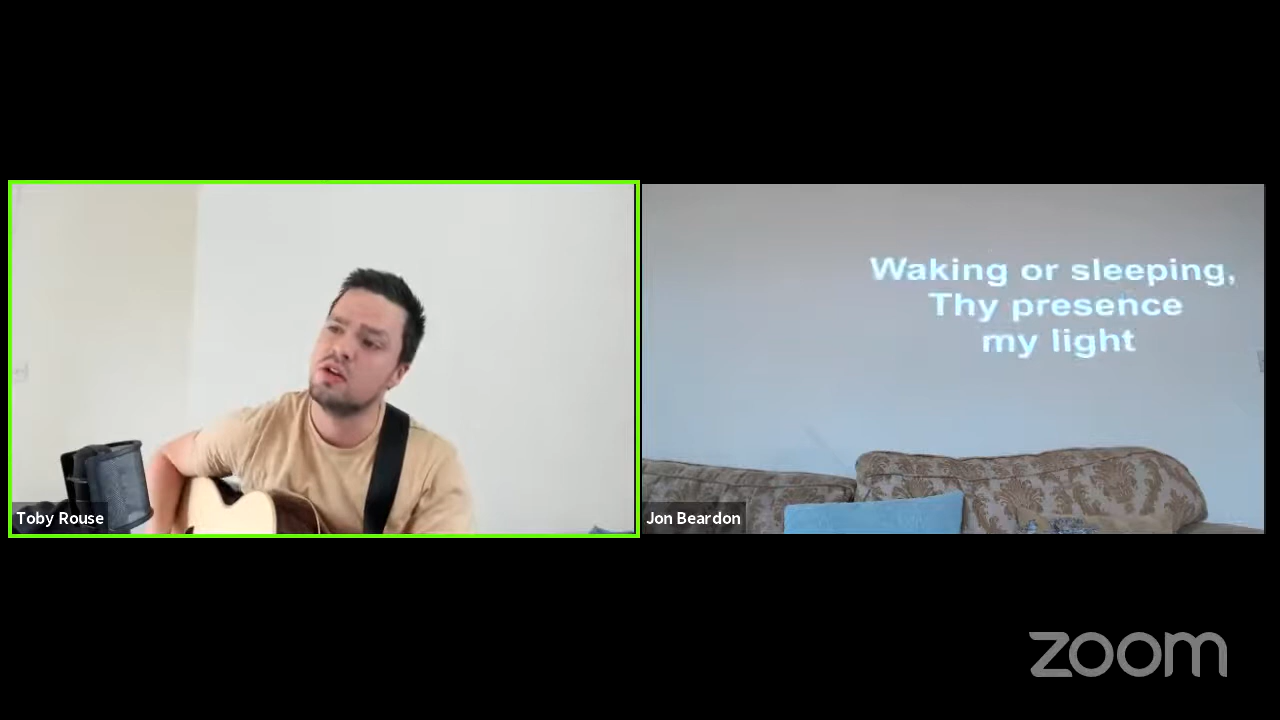 Waking or sleeping,
Thy presence
my light
Toby Rouse
Jon Beardon
zoom